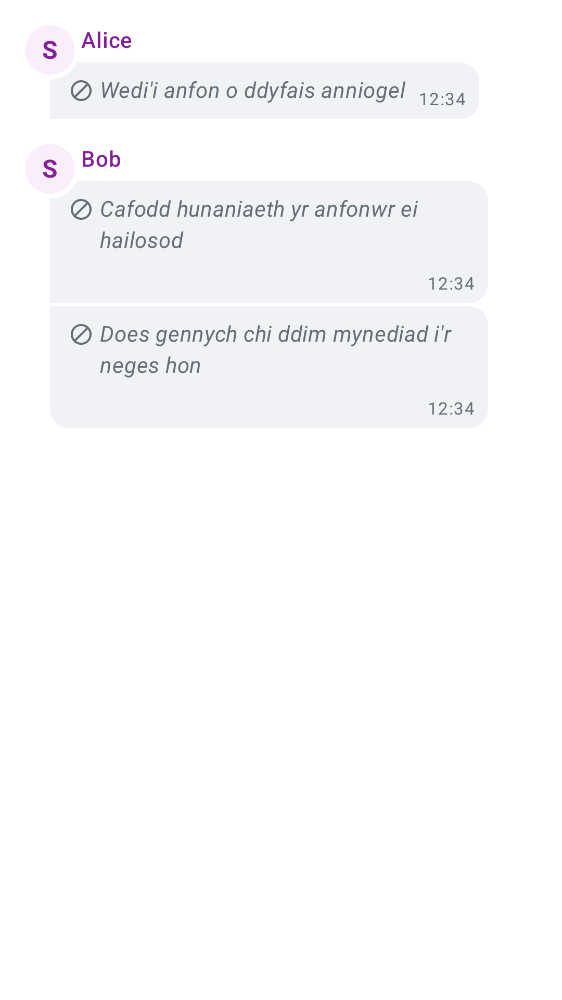 S
Alice
Wedi'i anfon o ddyfais anniogel 12:34
S
Bob
Cafodd hunaniaeth yr anfonwr ei
hailosod
12:34
Does gennych chi ddim mynediad i'r
neges hon
12:34